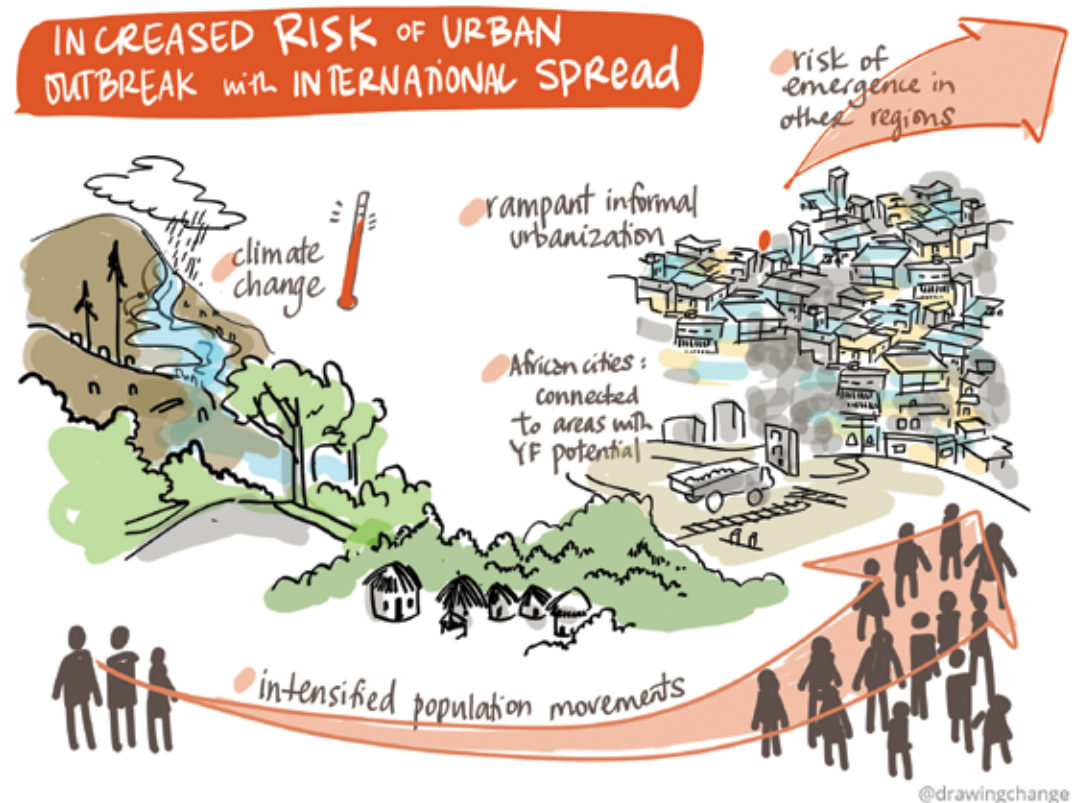 INCREASED RISK OF URBAN
OUTBREAK with INTERNATIONAL SPREAD
risk of
emergence in
other regions
climate
change
rampant informal
urbanization
African cities:
connected
to areas with
YF potential
intensified population movements
@drawingchange